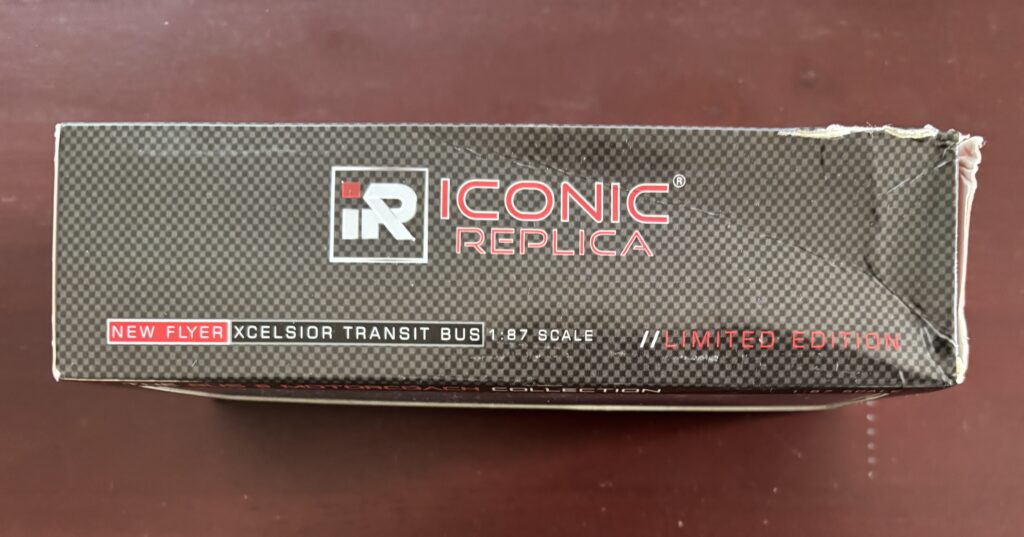 iR ICONIC®
REPLICA
NEW FLYER XCELSIOR TRANSIT BUS 1:87 SCALE //LIMITED EDITION
COLLECTION